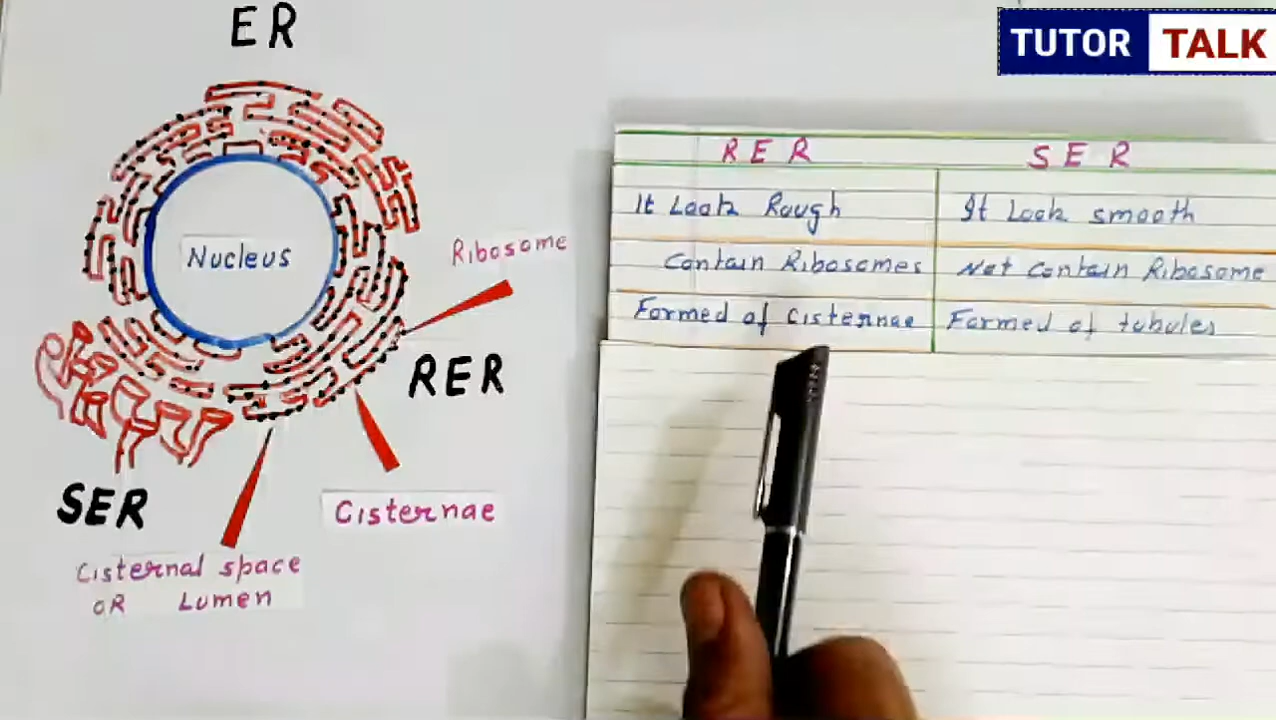 ER
TUTOR TALK
Nucleus
Ribosome
RER
SER
Cisternae
Cisternal space
OR Lumen
RER SER
It Look Rough It Look smooth
Contain Ribosomes Not Contain Ribosome
Formed of cisternae Formed of tubules